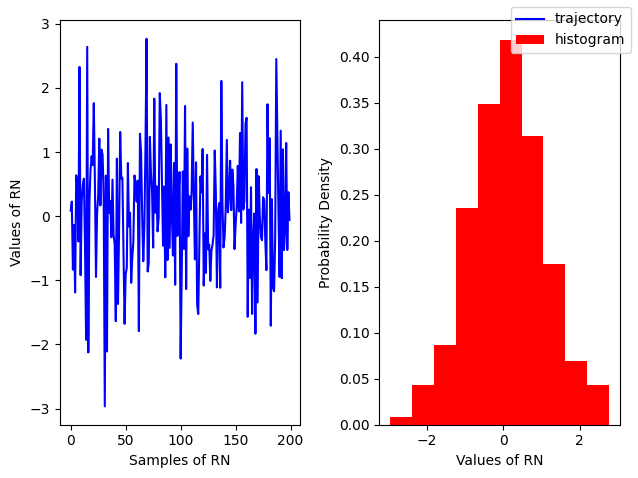 trajectory
histogram
3
2
1
0
−1
−2
−3
Values of RN
0 50 100 150 200
Samples of RN
0.40
0.35
0.30
0.25
0.20
0.15
0.10
0.05
0.00
Probability Density
−2 0 2
Values of RN